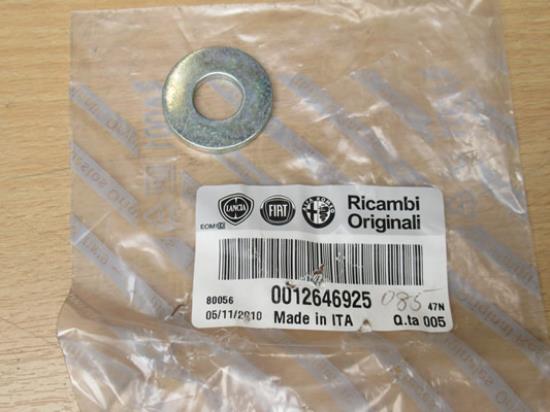 LANCIA FIAT ALFA ROMEO
Ricambi
Originali
EOM
80056
0012646925
085
47N
05/11/2010
Made in ITA
Q.ta 005